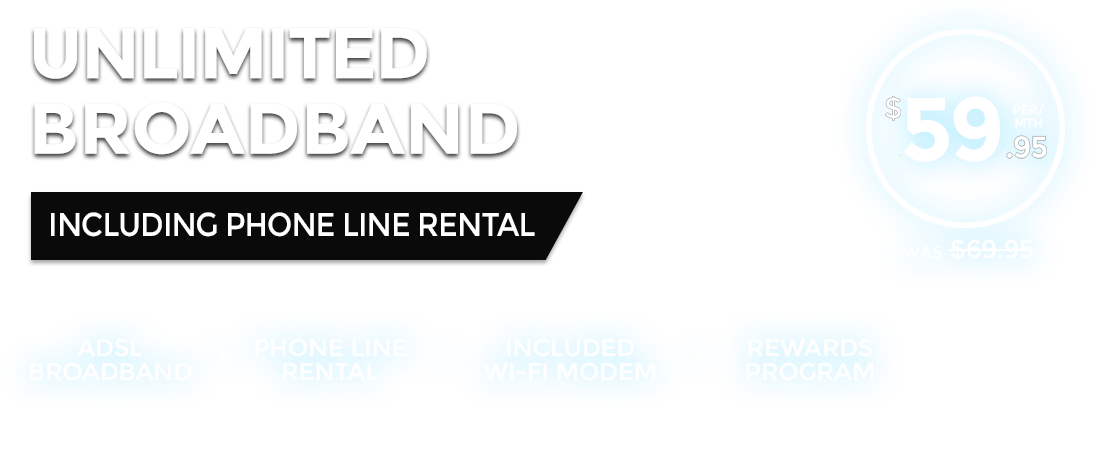 UNLIMITED
BROADBAND
INCLUDING PHONE LINE RENTAL
$59.95 PER/
MTH
WAS $69.95
ADSL
BROADBAND
PHONE LINE
RENTAL
INCLUDED
WI-FI MODEM
REWARDS
PROGRAM